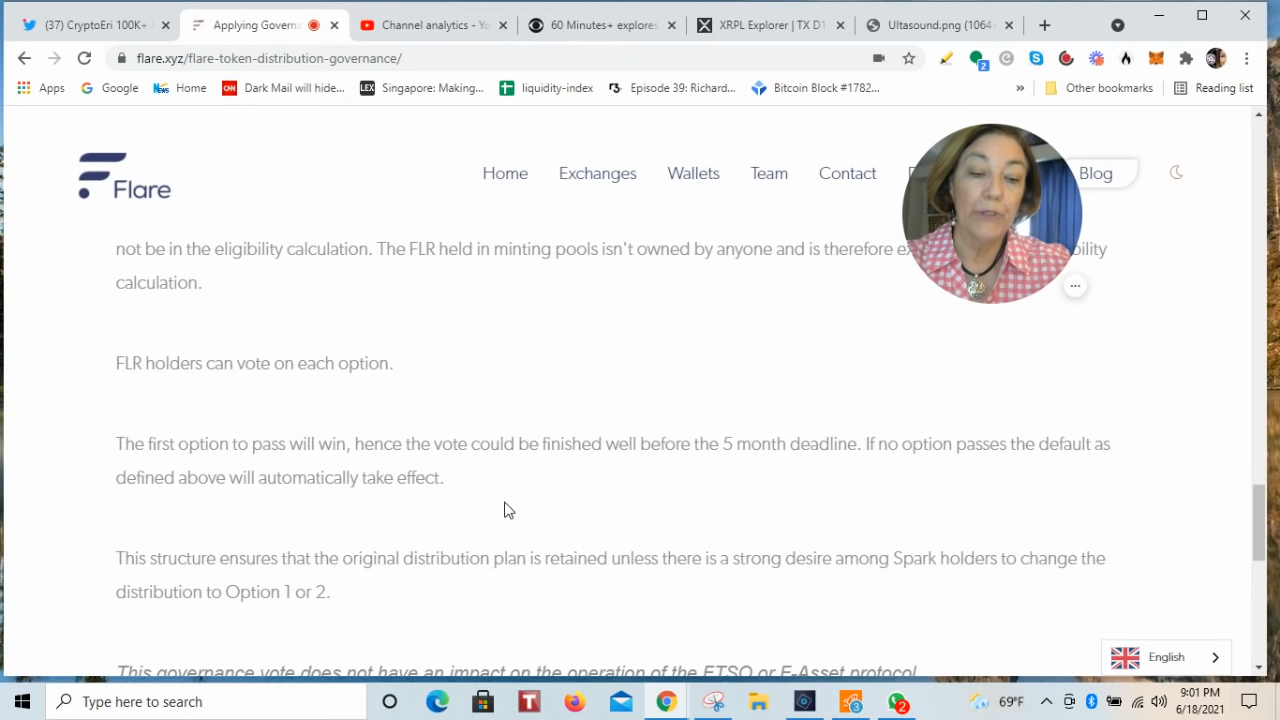 (37) CryptoEri 100K+
Applying Governa
Channel analytics - Yo
60 Minutes+ explores
XRPL Explorer | TX D1
Ultasound.png (1064×
flare.xyz/flare-token-distribution-governance/
2
Apps
Google
Home
CNN
Dark Mail will hide...
LEX
Singapore: Making...
liquidity-index
Episode 39: Richard...
Bitcoin Block #1782...
»
Other bookmarks
Reading list
Flare
Home
Exchanges
Wallets
Team
Contact
Blog
not be in the eligibility calculation. The FLR held in minting pools isn't owned by anyone and is therefore
calculation.
FLR holders can vote on each option.
The first option to pass will win, hence the vote could be finished well before the 5 month deadline. If no option passes the default as
defined above will automatically take effect.
This structure ensures that the original distribution plan is retained unless there is a strong desire among Spark holders to change the
distribution to Option 1 or 2.
This governance vote does not have an impact on the operation of the FTSO or F-Asset protocol
English
Type here to search
3
2
69°F
9:01 PM
6/18/2021